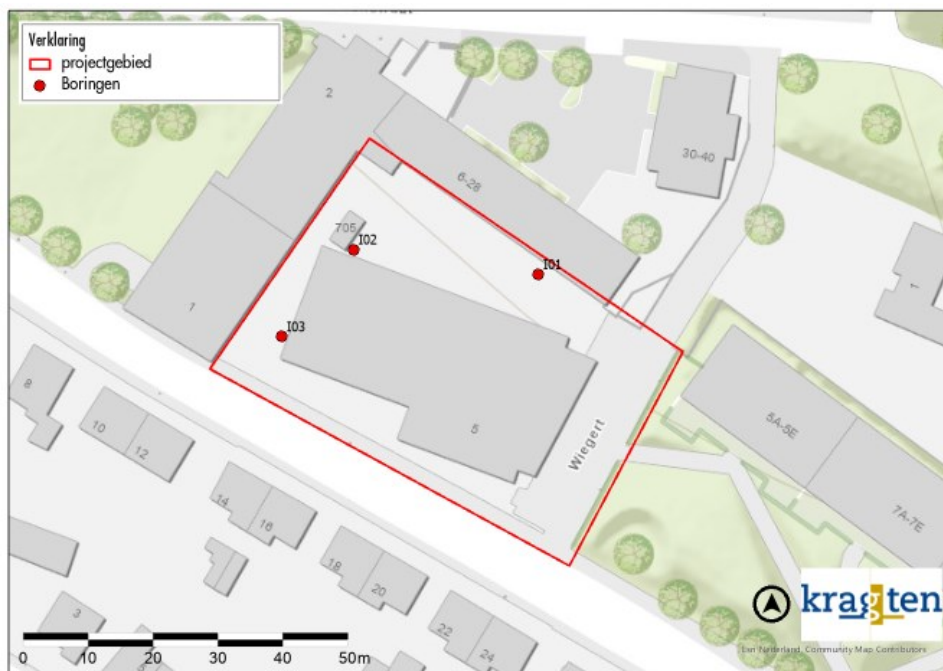 Verklaring
projectgebied
Boringen
2
6-28
30-40
705
I02
I01
I03
1
1
5
Wiegert
8
10
12
14
16
18
20
22
24
3
5A-5E
7A-7E
kragten
0 10 20 30 40 50m
Esri Nederland, Community Map Contributors